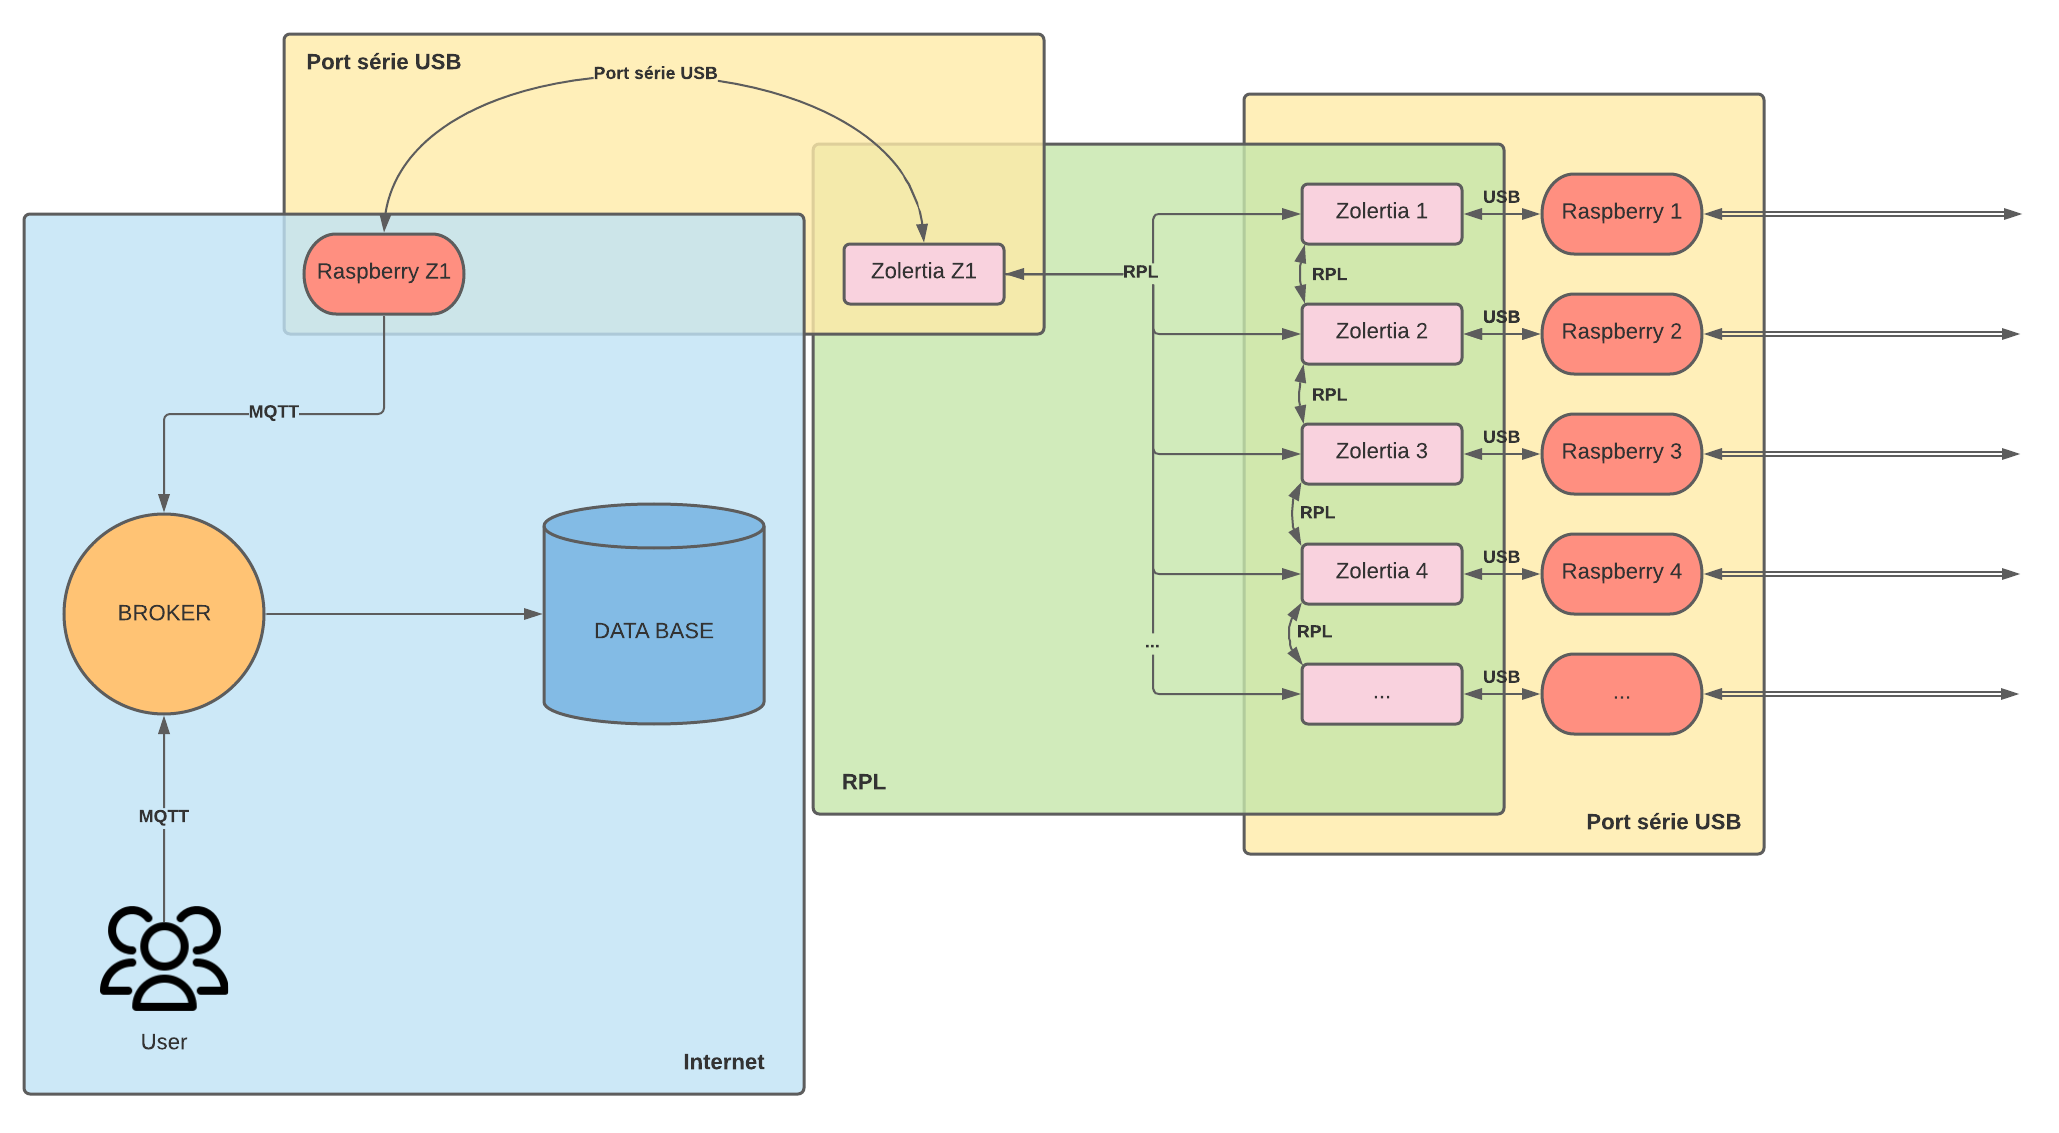 Port série USB
Port série USB
Raspberry Z1
Zolertia Z1
RPL
MQTT
BROKER
DATA BASE
MQTT
User
Internet
Zolertia 1
USB
Raspberry 1
RPL
Zolertia 2
USB
Raspberry 2
RPL
Zolertia 3
USB
Raspberry 3
RPL
Zolertia 4
USB
Raspberry 4
RPL
...
...
USB
...
RPL
Port série USB